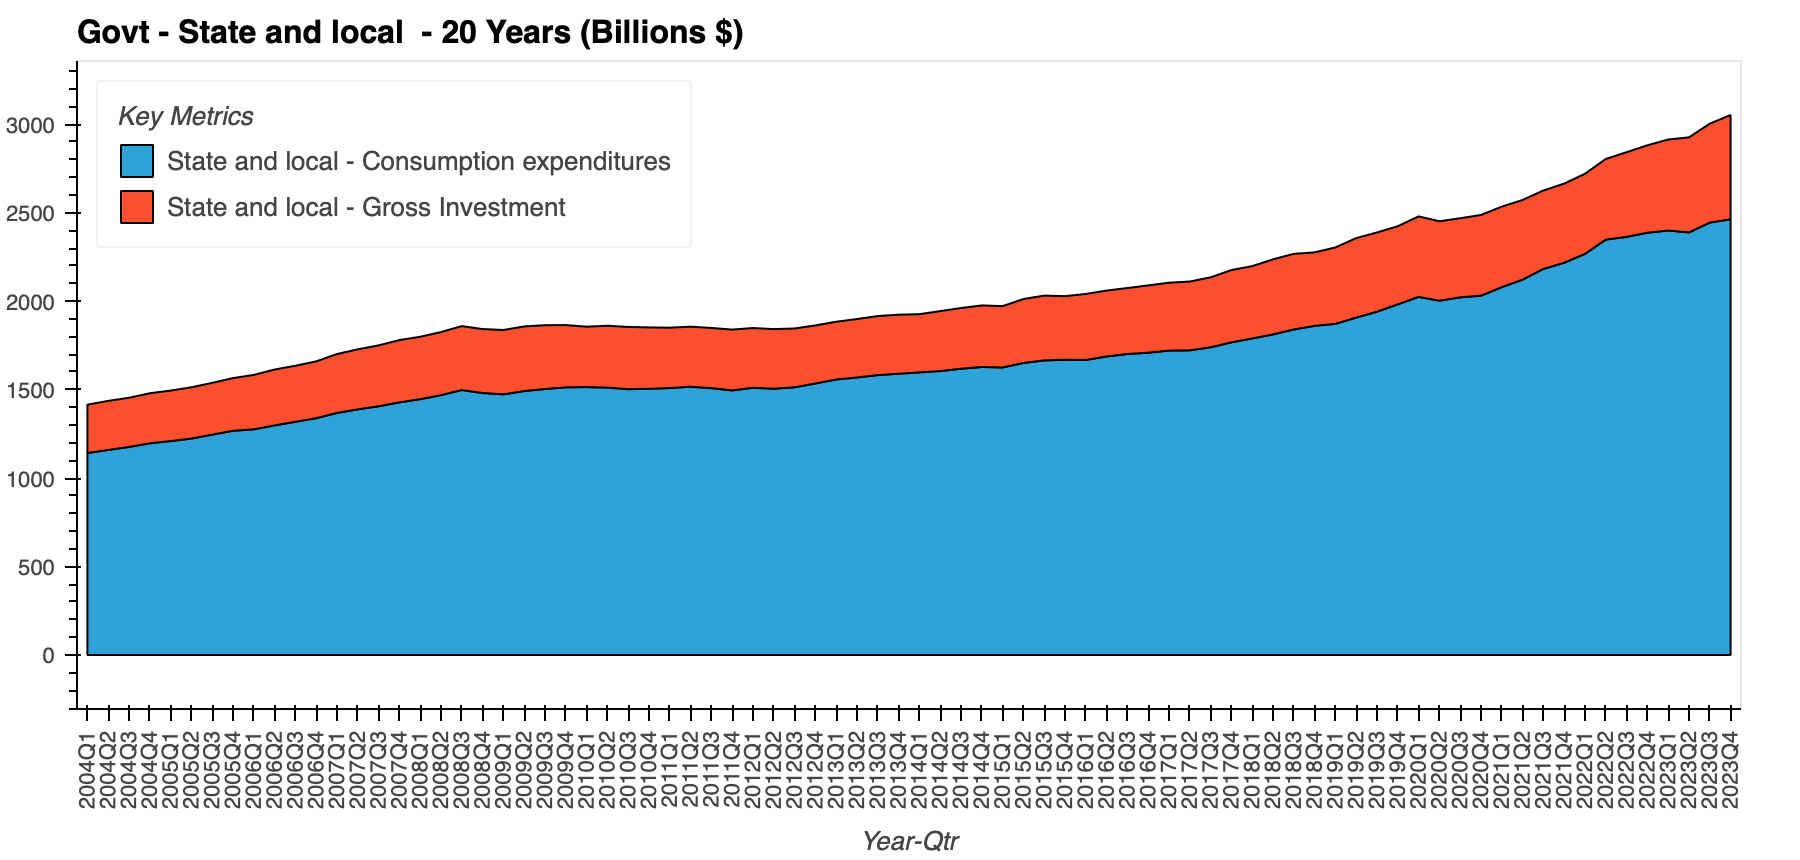 Govt - State and local - 20 Years (Billions $)
Key Metrics
State and local - Consumption expenditures
State and local - Gross Investment
3000
2500
2000
1500
1000
500
0
2004Q1
2004Q2
2004Q3
2004Q4
2005Q1
2005Q2
2005Q3
2005Q4
2006Q1
2006Q2
2006Q3
2006Q4
2007Q1
2007Q2
2007Q3
2007Q4
2008Q1
2008Q2
2008Q3
2008Q4
2009Q1
2009Q2
2009Q3
2009Q4
2010Q1
2010Q2
2010Q3
2010Q4
2011Q1
2011Q2
2011Q3
2011Q4
2012Q1
2012Q2
2012Q3
2012Q4
2013Q1
2013Q2
2013Q3
2013Q4
2014Q1
2014Q2
2014Q3
2014Q4
2015Q1
2015Q2
2015Q3
2015Q4
2016Q1
2016Q2
2016Q3
2016Q4
2017Q1
2017Q2
2017Q3
2017Q4
2018Q1
2018Q2
2018Q3
2018Q4
2019Q1
2019Q2
2019Q3
2019Q4
2020Q1
2020Q2
2020Q3
2020Q4
2021Q1
2021Q2
2021Q3
2021Q4
2022Q1
2022Q2
2022Q3
2022Q4
2023Q1
2023Q2
2023Q3
2023Q4
Year-Qtr